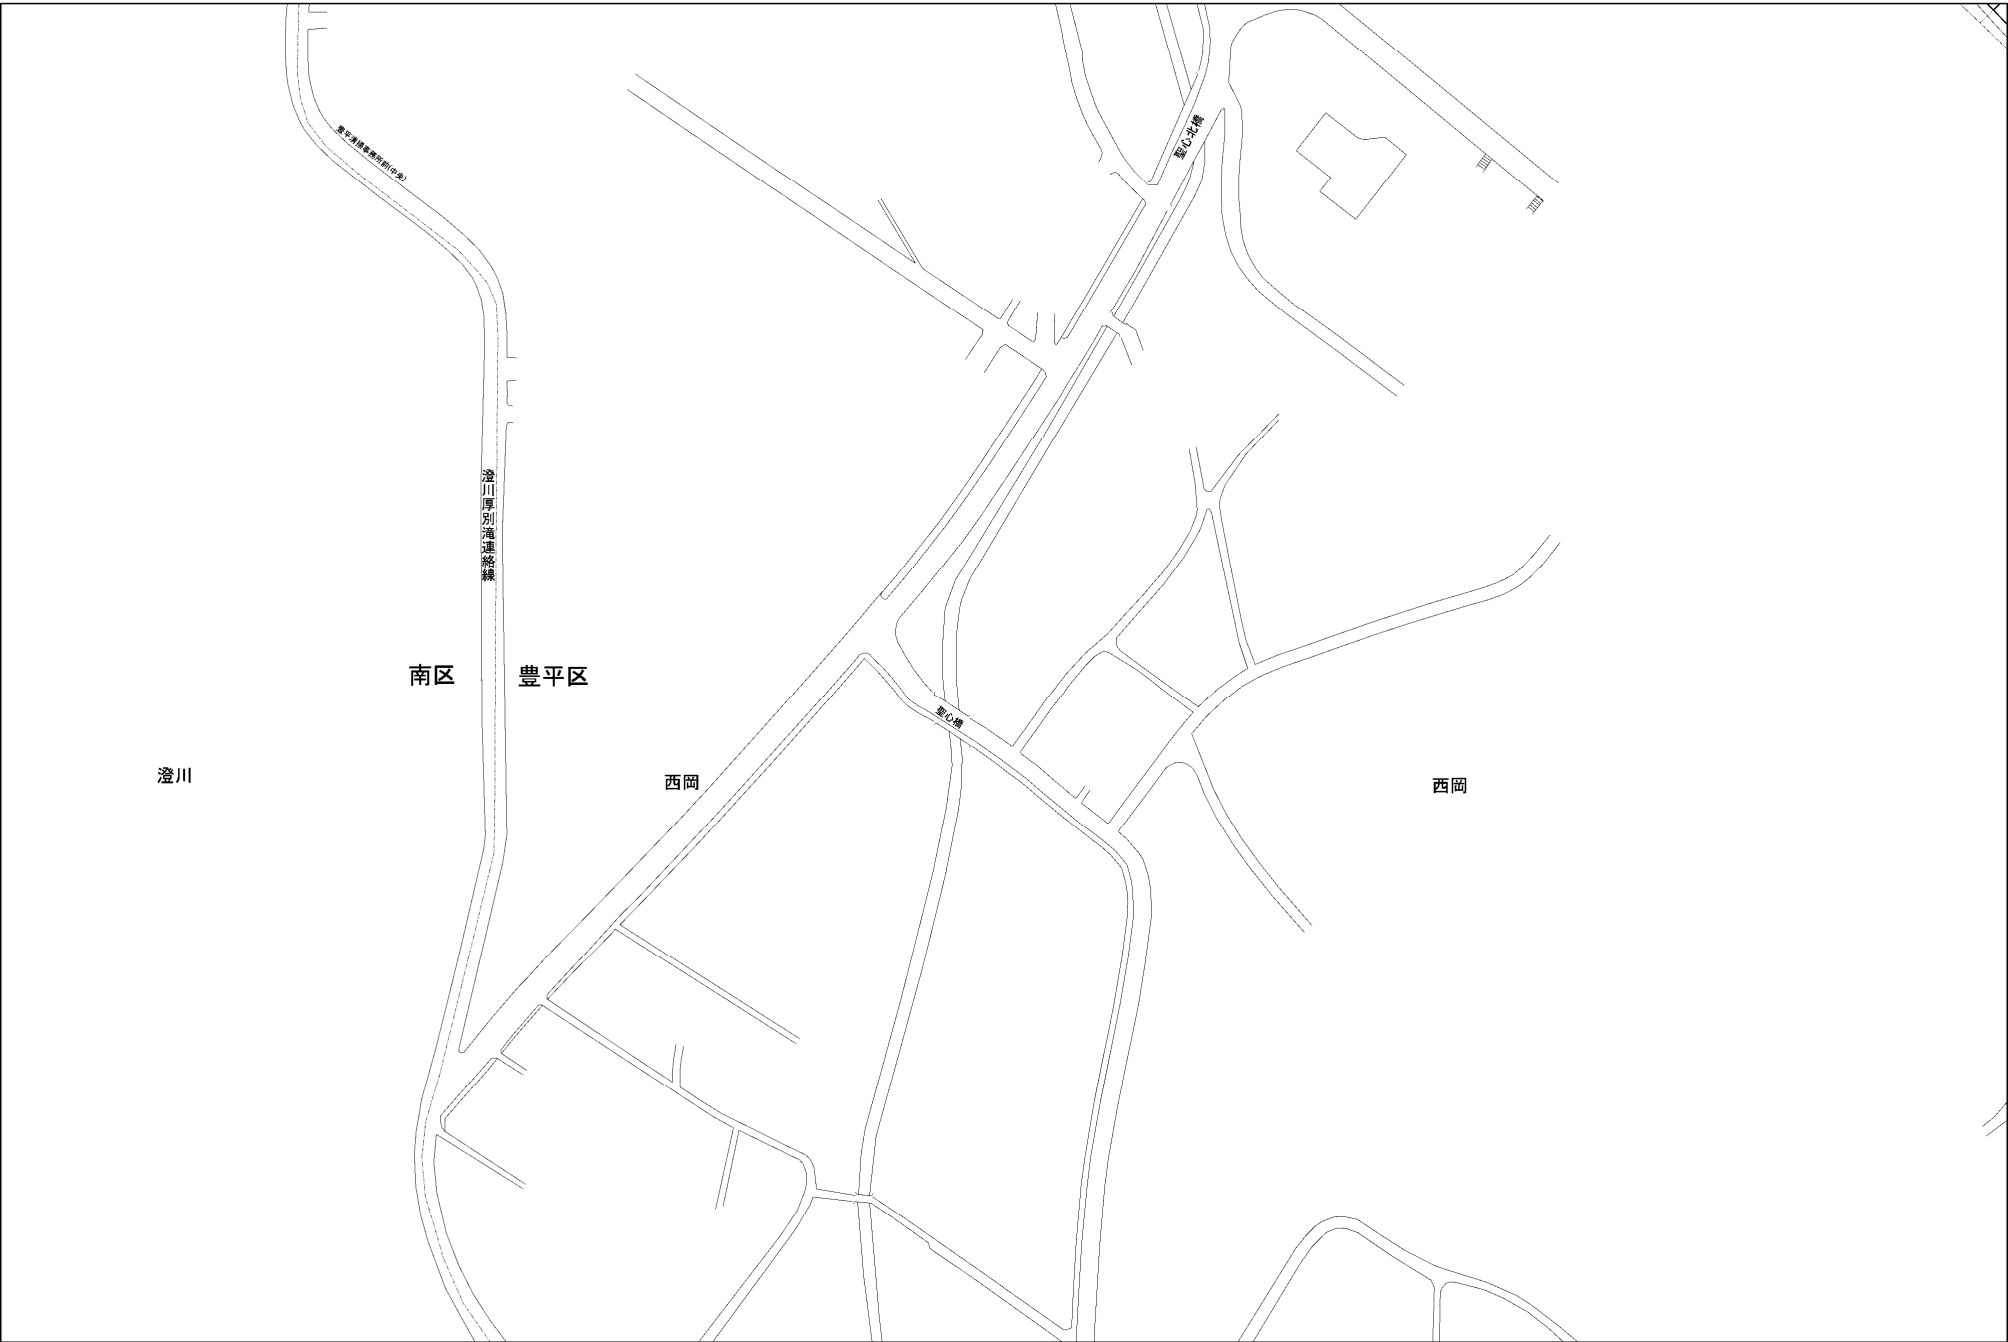 豊平清掃事務所前(中央)
聖心北橋
澄川厚別滝連絡線
南区
豊平区
聖心橋
澄川
西岡
西岡